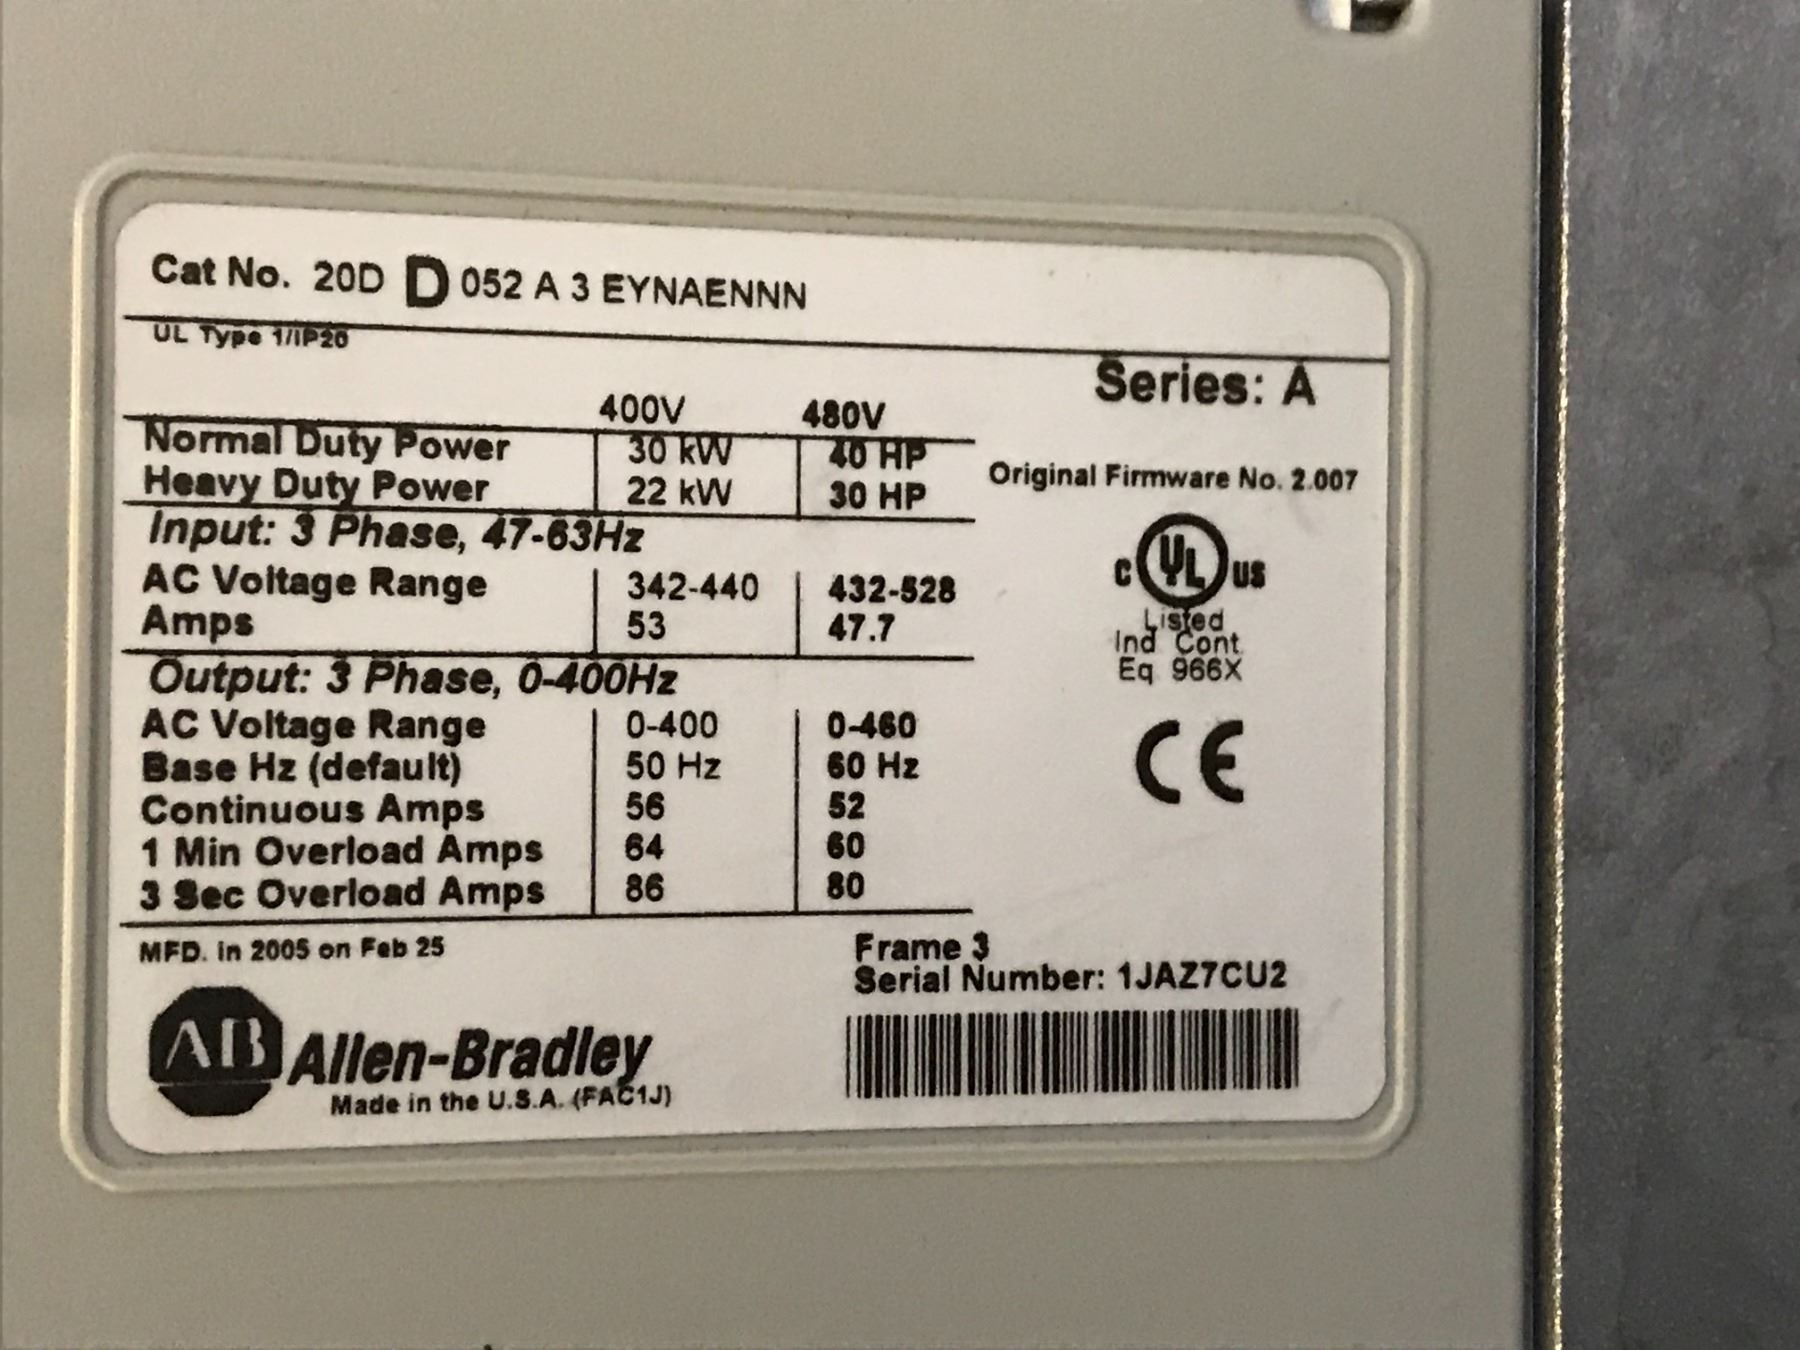 Cat No. 20D D 052 A 3 EYNAENNN
UL Type 1/IP20
Series: A
400V 480V
Normal Duty Power 30 kW 40 HP
Heavy Duty Power 22 kW 30 HP
Original Firmware No. 2.007
Input: 3 Phase, 47-63Hz
AC Voltage Range 342-440 432-528
Amps 53 47.7
C UL US
Listed
Ind Cont
Eq 966X
Output: 3 Phase, 0-400Hz
AC Voltage Range 0-400 0-460
Base Hz (default) 50 Hz 60 Hz
Continuous Amps 56 52
1 Min Overload Amps 64 60
3 Sec Overload Amps 86 80
CE
MFD. in 2005 on Feb 25
Frame 3
Serial Number: 1JAZ7CU2
AB Allen-Bradley
Made in the U.S.A. (FAC1J)